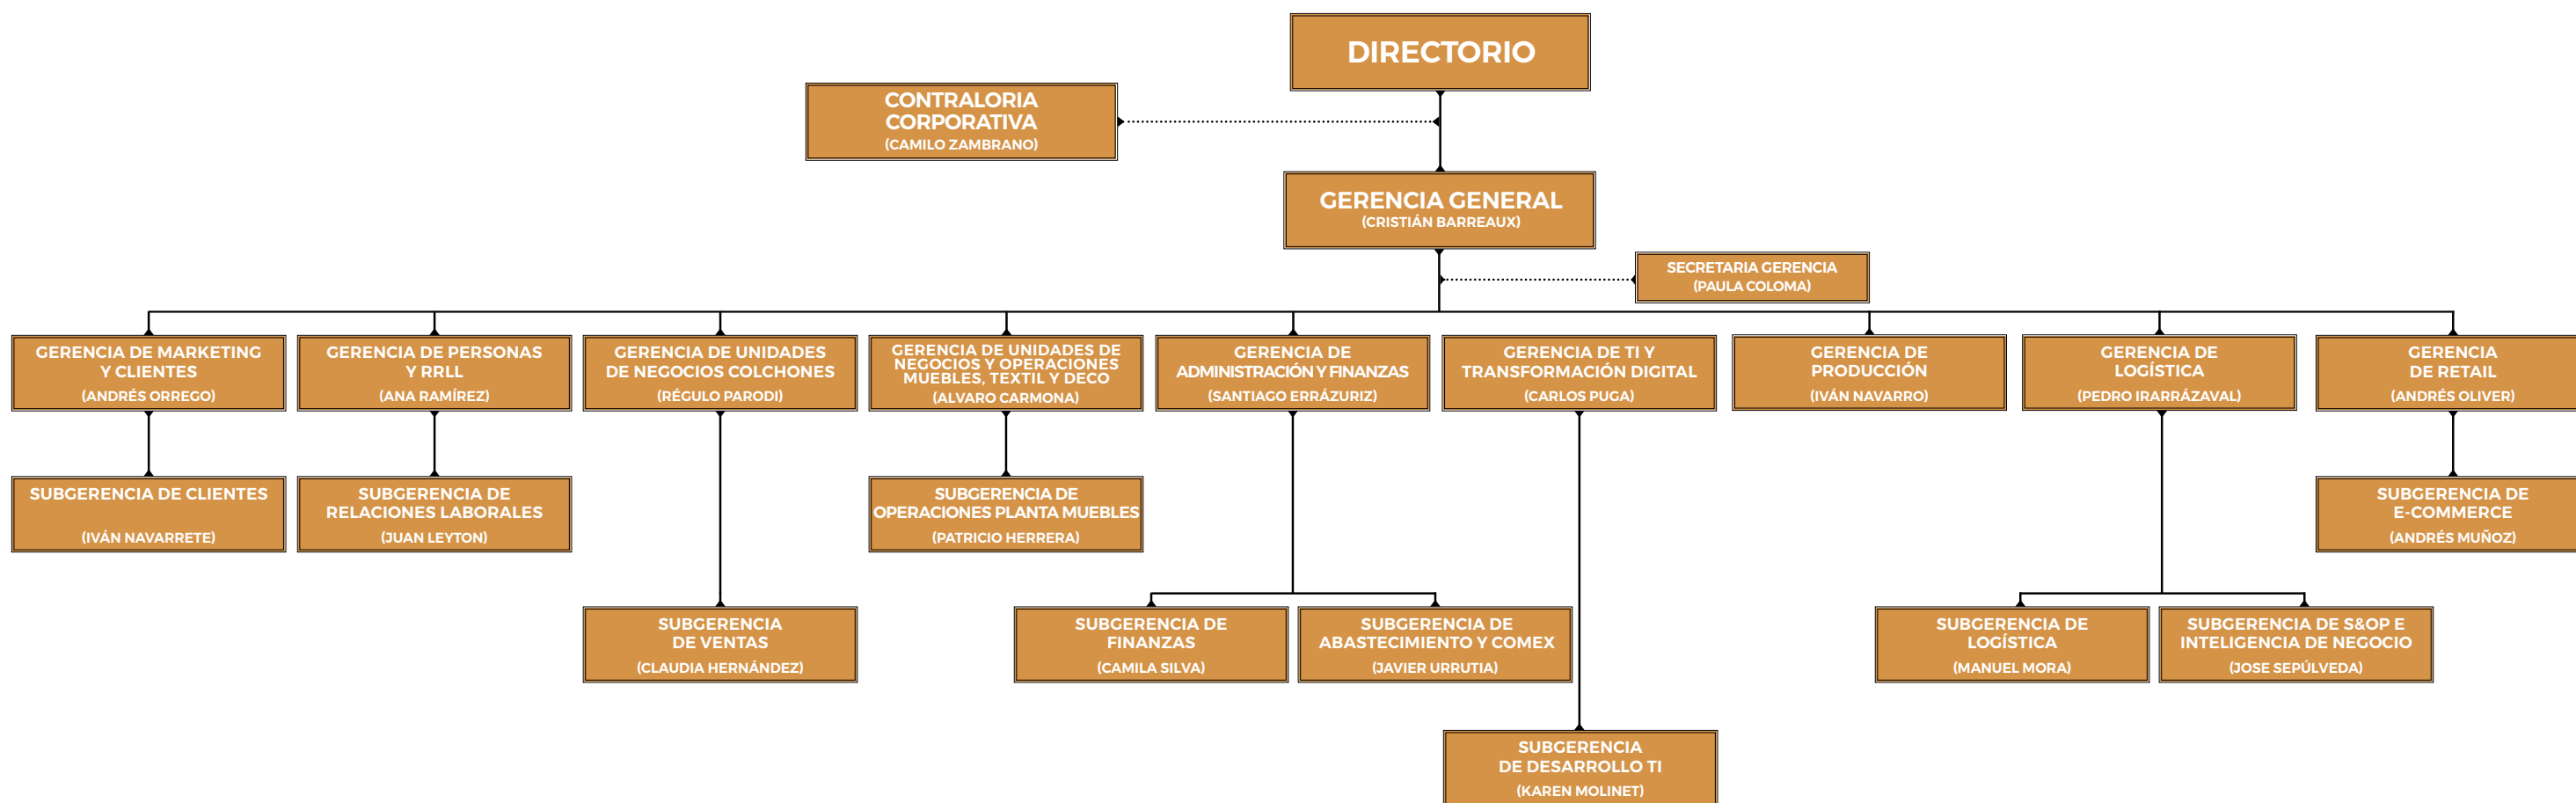 DIRECTORIO
CONTRALORIA
CORPORATIVA
(CAMILO ZAMBRANO)
GERENCIA GENERAL
(CRISTIÁN BARREAUX)
SECRETARIA GERENCIA
(PAULA COLOMA)
GERENCIA DE MARKETING
Y CLIENTES
(ANDRÉS ORREGO)
GERENCIA DE PERSONAS
Y RRLL
(ANA RAMÍREZ)
GERENCIA DE UNIDADES
DE NEGOCIOS COLCHONES
(RÉGULO PARODI)
GERENCIA DE UNIDADES DE
NEGOCIOS Y OPERACIONES
MUEBLES, TEXTIL Y DECO
(ALVARO CARMONA)
GERENCIA DE
ADMINISTRACIÓN Y FINANZAS
(SANTIAGO ERRÁZURIZ)
GERENCIA DE TI Y
TRANSFORMACIÓN DIGITAL
(CARLOS PUGA)
GERENCIA DE
PRODUCCIÓN
(IVÁN NAVARRO)
GERENCIA DE
LOGÍSTICA
(PEDRO IRARRÁZAVAL)
GERENCIA
DE RETAIL
(ANDRÉS OLIVER)
SUBGERENCIA DE CLIENTES
(IVÁN NAVARRETE)
SUBGERENCIA DE
RELACIONES LABORALES
(JUAN LEYTON)
SUBGERENCIA DE
OPERACIONES PLANTA MUEBLES
(PATRICIO HERRERA)
SUBGERENCIA DE
E-COMMERCE
(ANDRÉS MUÑOZ)
SUBGERENCIA
DE VENTAS
(CLAUDIA HERNÁNDEZ)
SUBGERENCIA DE
FINANZAS
(CAMILA SILVA)
SUBGERENCIA DE
ABASTECIMIENTO Y COMEX
(JAVIER URRUTIA)
SUBGERENCIA DE
LOGÍSTICA
(MANUEL MORA)
SUBGERENCIA DE S&OP E
INTELIGENCIA DE NEGOCIO
(JOSE SEPÚLVEDA)
SUBGERENCIA
DE DESARROLLO TI
(KAREN MOLINET)